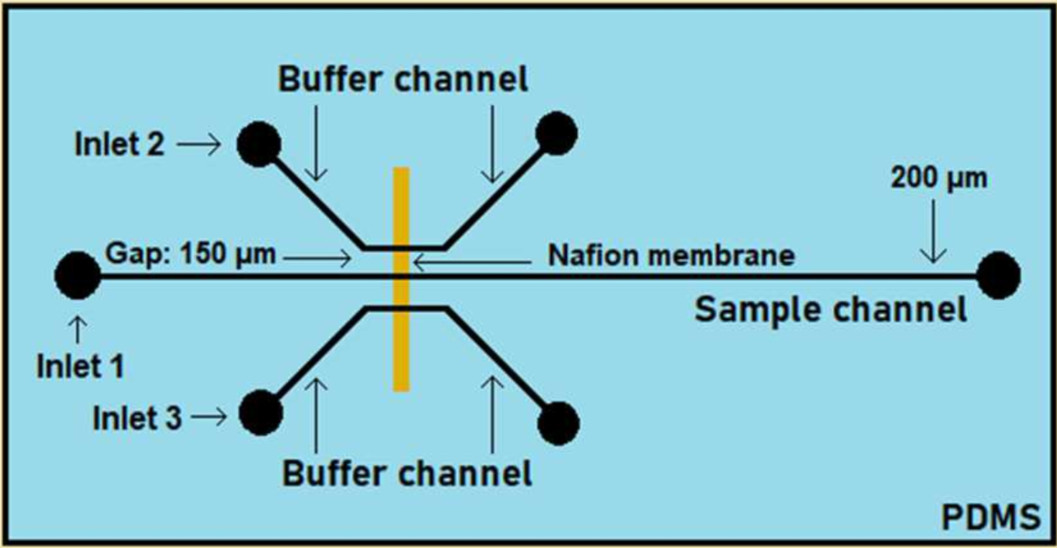 Buffer channel
Inlet 2
200 µm
Gap: 150 µm
Nafion membrane
Sample channel
Inlet 1
Inlet 3
Buffer channel
PDMS